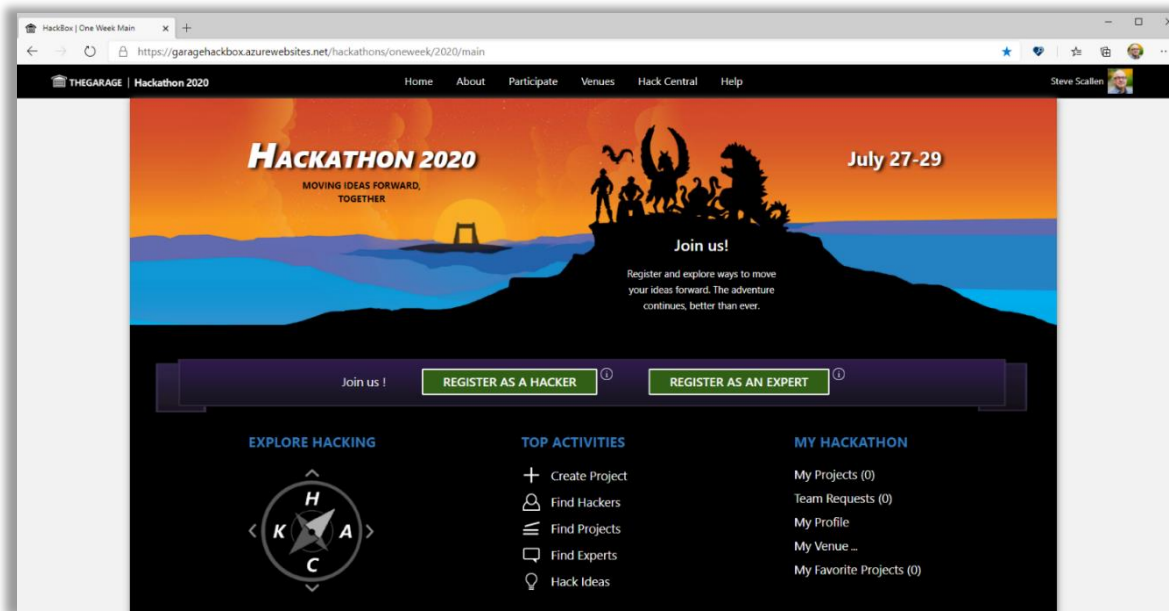 HackBox | One Week Main
https://garagehackbox.azurewebsites.net/hackathons/oneweek/2020/main
THEGARAGE | Hackathon 2020
Home About Participate Venues Hack Central Help
Steve Scallen
HACKATHON 2020
MOVING IDEAS FORWARD,
TOGETHER
July 27-29
Join us!
Register and explore ways to move
your ideas forward. The adventure
continues, better than ever.
Join us !
REGISTER AS A HACKER
REGISTER AS AN EXPERT
EXPLORE HACKING
H
K A
C
TOP ACTIVITIES
Create Project
Find Hackers
Find Projects
Find Experts
Hack Ideas
MY HACKATHON
My Projects (0)
Team Requests (0)
My Profile
My Venue ...
My Favorite Projects (0)